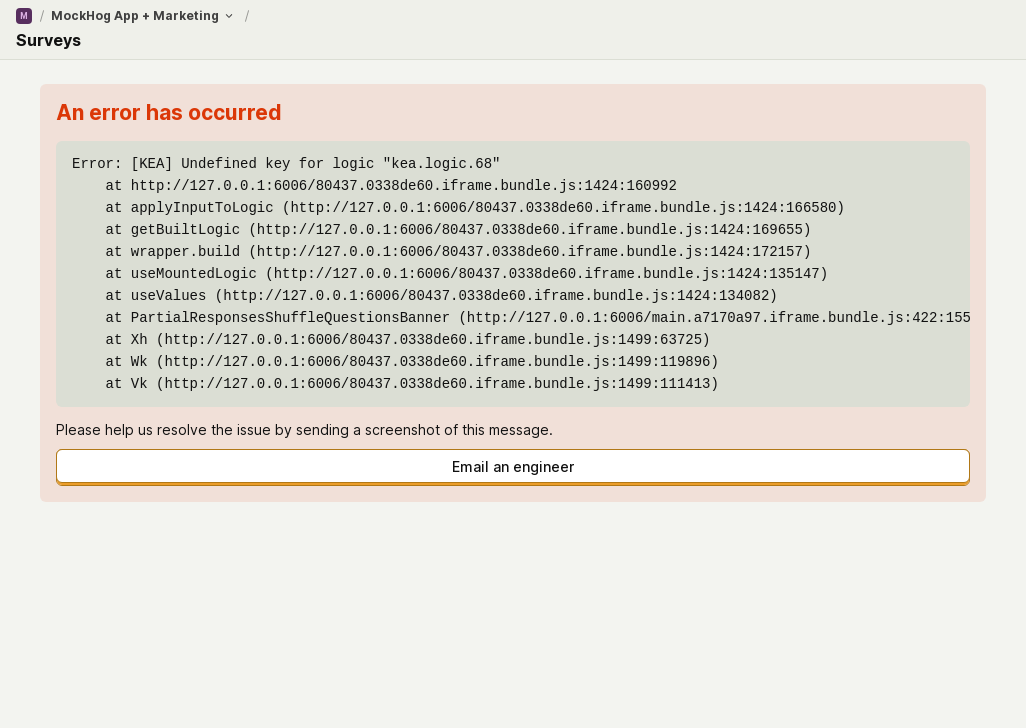 M / MockHog App + Marketing /
Surveys
An error has occurred
Error: [KEA] Undefined key for logic "kea.logic.68"
    at http://127.0.0.1:6006/80437.0338de60.iframe.bundle.js:1424:160992
    at applyInputToLogic (http://127.0.0.1:6006/80437.0338de60.iframe.bundle.js:1424:166580)
    at getBuiltLogic (http://127.0.0.1:6006/80437.0338de60.iframe.bundle.js:1424:169655)
    at wrapper.build (http://127.0.0.1:6006/80437.0338de60.iframe.bundle.js:1424:172157)
    at useMountedLogic (http://127.0.0.1:6006/80437.0338de60.iframe.bundle.js:1424:135147)
    at useValues (http://127.0.0.1:6006/80437.0338de60.iframe.bundle.js:1424:134082)
    at PartialResponsesShuffleQuestionsBanner (http://127.0.0.1:6006/main.a7170a97.iframe.bundle.js:422:155
    at Xh (http://127.0.0.1:6006/80437.0338de60.iframe.bundle.js:1499:63725)
    at Wk (http://127.0.0.1:6006/80437.0338de60.iframe.bundle.js:1499:119896)
    at Vk (http://127.0.0.1:6006/80437.0338de60.iframe.bundle.js:1499:111413)
Please help us resolve the issue by sending a screenshot of this message.
Email an engineer